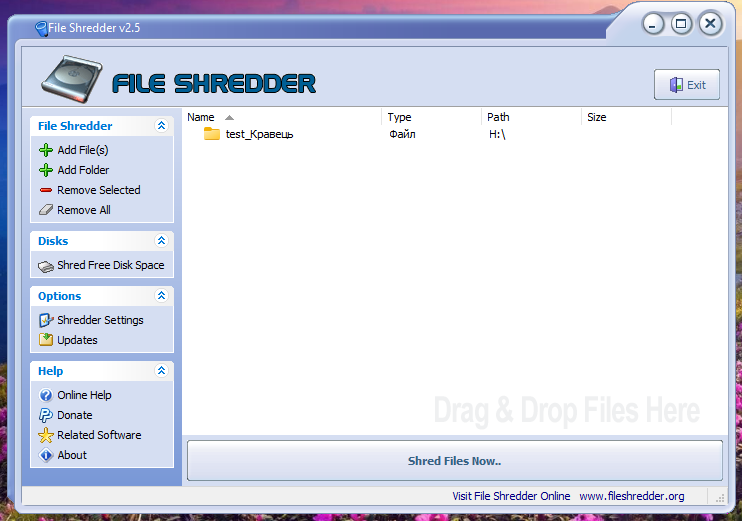 File Shredder v2.5
FILE SHREDDER
Exit
File Shredder
Add File(s)
Add Folder
Remove Selected
Remove All
Disks
Shred Free Disk Space
Options
Shredder Settings
Updates
Help
Online Help
Donate
Related Software
About
Name Type Path Size
test_Кравець Файл H:\
Drag & Drop Files Here
Shred Files Now..
Visit File Shredder Online www.fileshredder.org